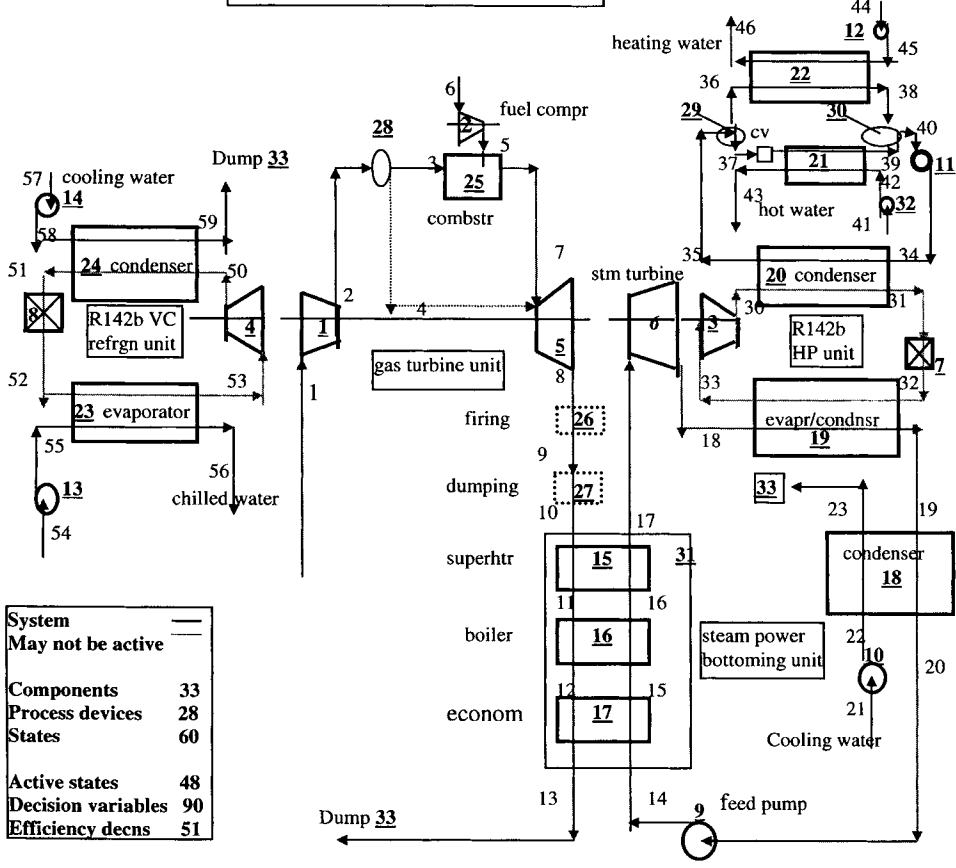 44
46
12
heating water
45
22
6
36
38
fuel compr
2
29
30
28
cv
40
5
Dump 33
3
25
21
37
39
11
57
cooling water
42
14
combstr
43
32
59
hot water
58
41
7
51
24 condenser
35
34
50
stm turbine
20 condenser
8
2
31
30
R142b VC
refrgn unit
4
1
4
6
3
R142b
HP unit
5
7
gas turbine unit
52
53
8
33
32
1
23 evaporator
evapr/condnsr
19
firing
26
18
55
9
56
dumping
27
33
13
chilled water
10
23
19
17
54
superhtr
15
31
condenser
18
11
16
System
May not be active
boiler
16
steam power
bottoming unit
22
10
20
Components 33
Process devices 28
States 60
12
15
21
econom
17
Cooling water
Active states 48
Decision variables 90
Efficiency decns 51
13
14
9
feed pump
Dump 33